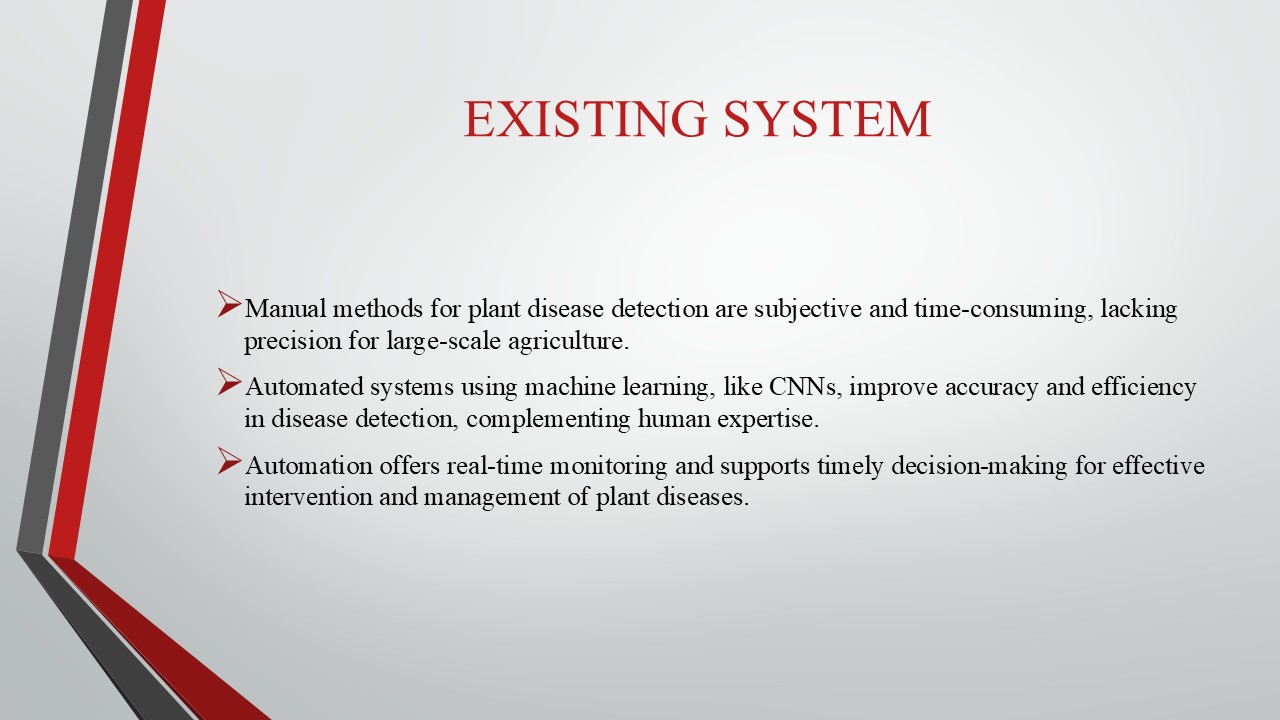 EXISTING SYSTEM
Manual methods for plant disease detection are subjective and time-consuming, lacking
precision for large-scale agriculture.
Automated systems using machine learning, like CNNs, improve accuracy and efficiency
in disease detection, complementing human expertise.
Automation offers real-time monitoring and supports timely decision-making for effective
intervention and management of plant diseases.